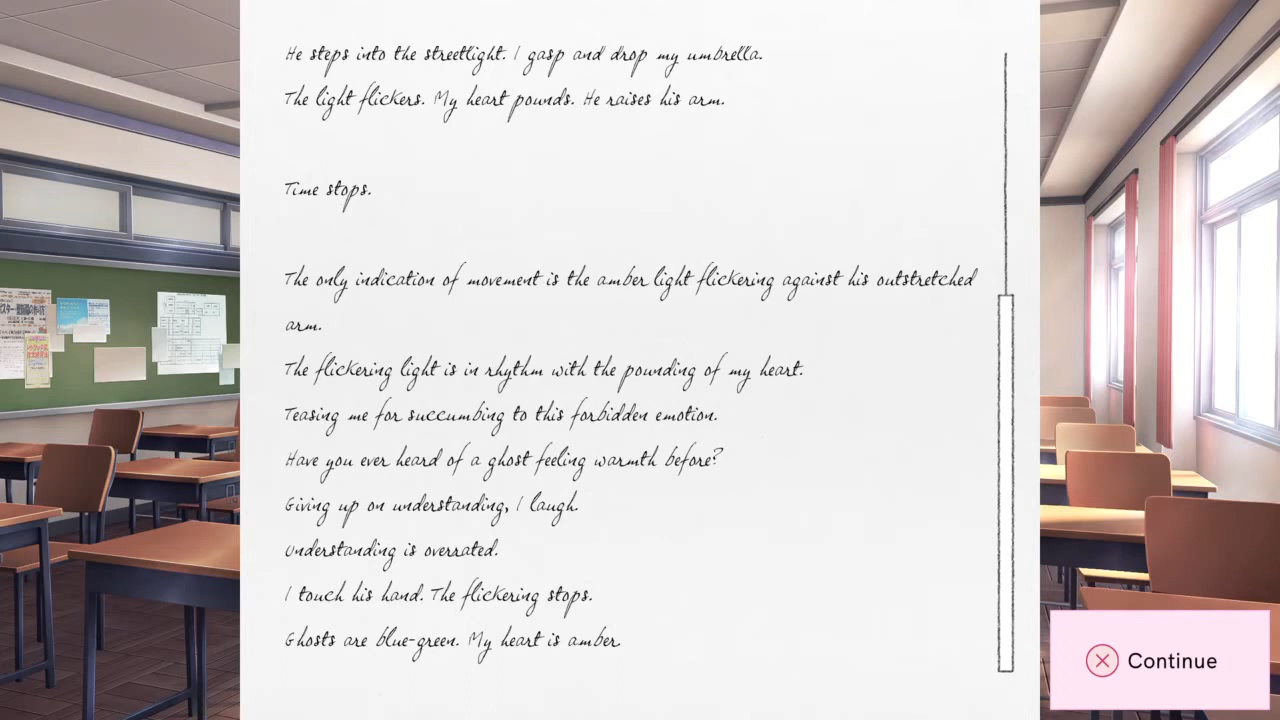 He steps into the streetlight. I gasp and drop my umbrella.
The light flickers. My heart pounds. He raises his arm.
Time stops.
The only indication of movement is the amber light flickering against his outstretched
arm.
The flickering light is in rhythm with the pounding of my heart.
Teasing me for succumbing to this forbidden emotion.
Have you ever heard of a ghost feeling warmth before?
Giving up on understanding, I laugh.
Understanding is overrated.
I touch his hand. The flickering stops.
Ghosts are blue-green. My heart is amber.
Continue